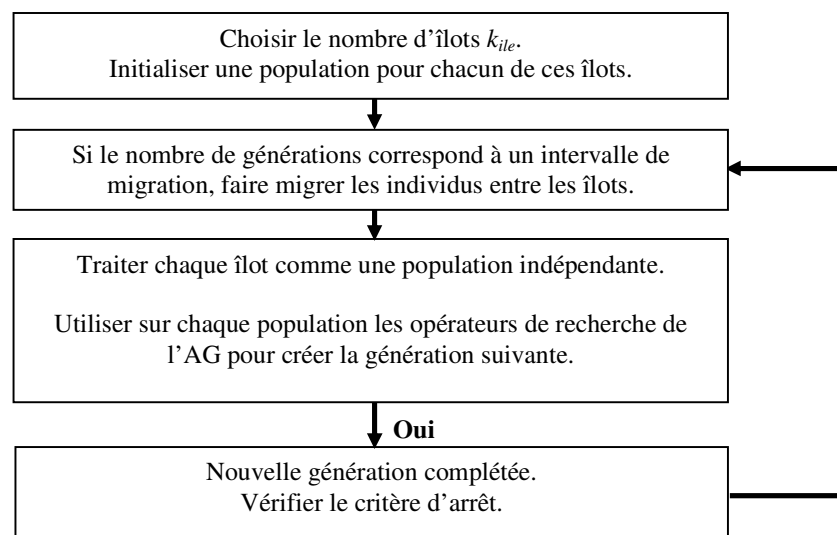 Choisir le nombre d'îlots kile.
Initialiser une population pour chacun de ces îlots.
Si le nombre de générations correspond à un intervalle de
migration, faire migrer les individus entre les îlots.
Traiter chaque îlot comme une population indépendante.
Utiliser sur chaque population les opérateurs de recherche de
l'AG pour créer la génération suivante.
Oui
Nouvelle génération complétée.
Vérifier le critère d'arrêt.